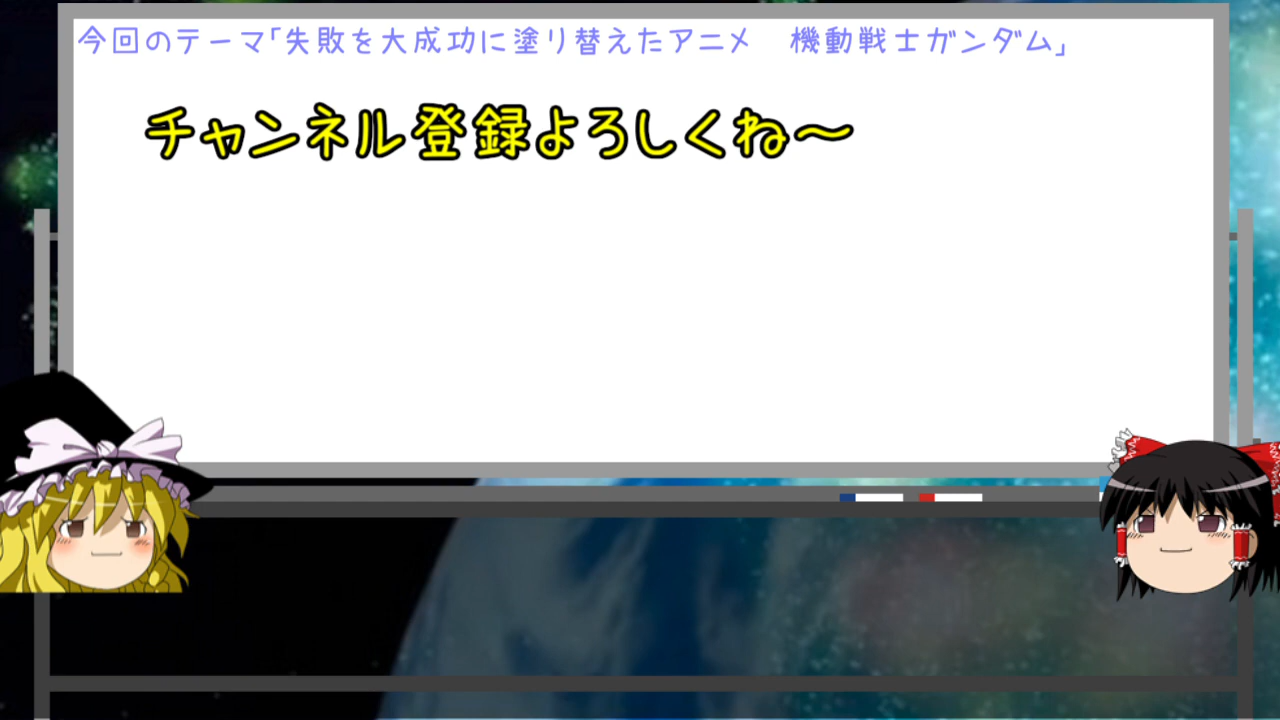 今回のテーマ「失敗を大成功に塗り替えたアニメ　機動戦士ガンダム」
チャンネル登録よろしくね～